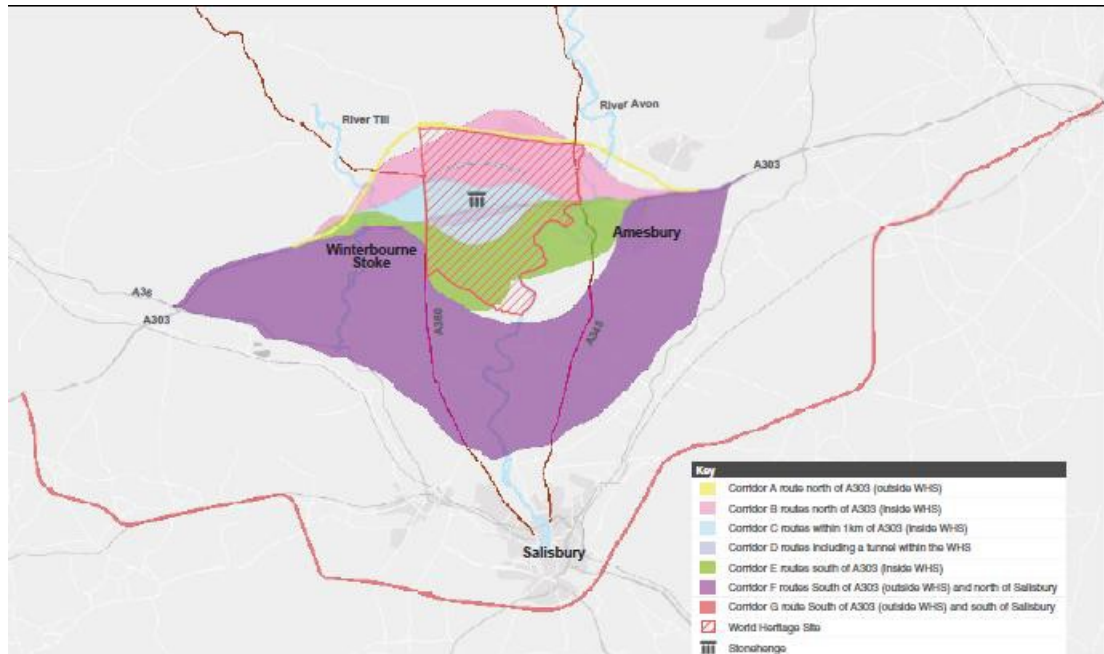 River Till
River Avon
A303
Winterbourne
Stoke
Amesbury
A36
A303
A360
A345
Salisbury
Key
Corridor A route north of A303 (outside WHS)
Corridor B routes north of A303 (inside WHS)
Corridor C routes within 1km of A303 (inside WHS)
Corridor D routes including a tunnel within the WHS
Corridor E routes south of A303 (inside WHS)
Corridor F routes South of A303 (outside WHS) and north of Salisbury
Corridor G route South of A303 (outside WHS) and south of Salisbury
World Heritage Site
Stonehenge